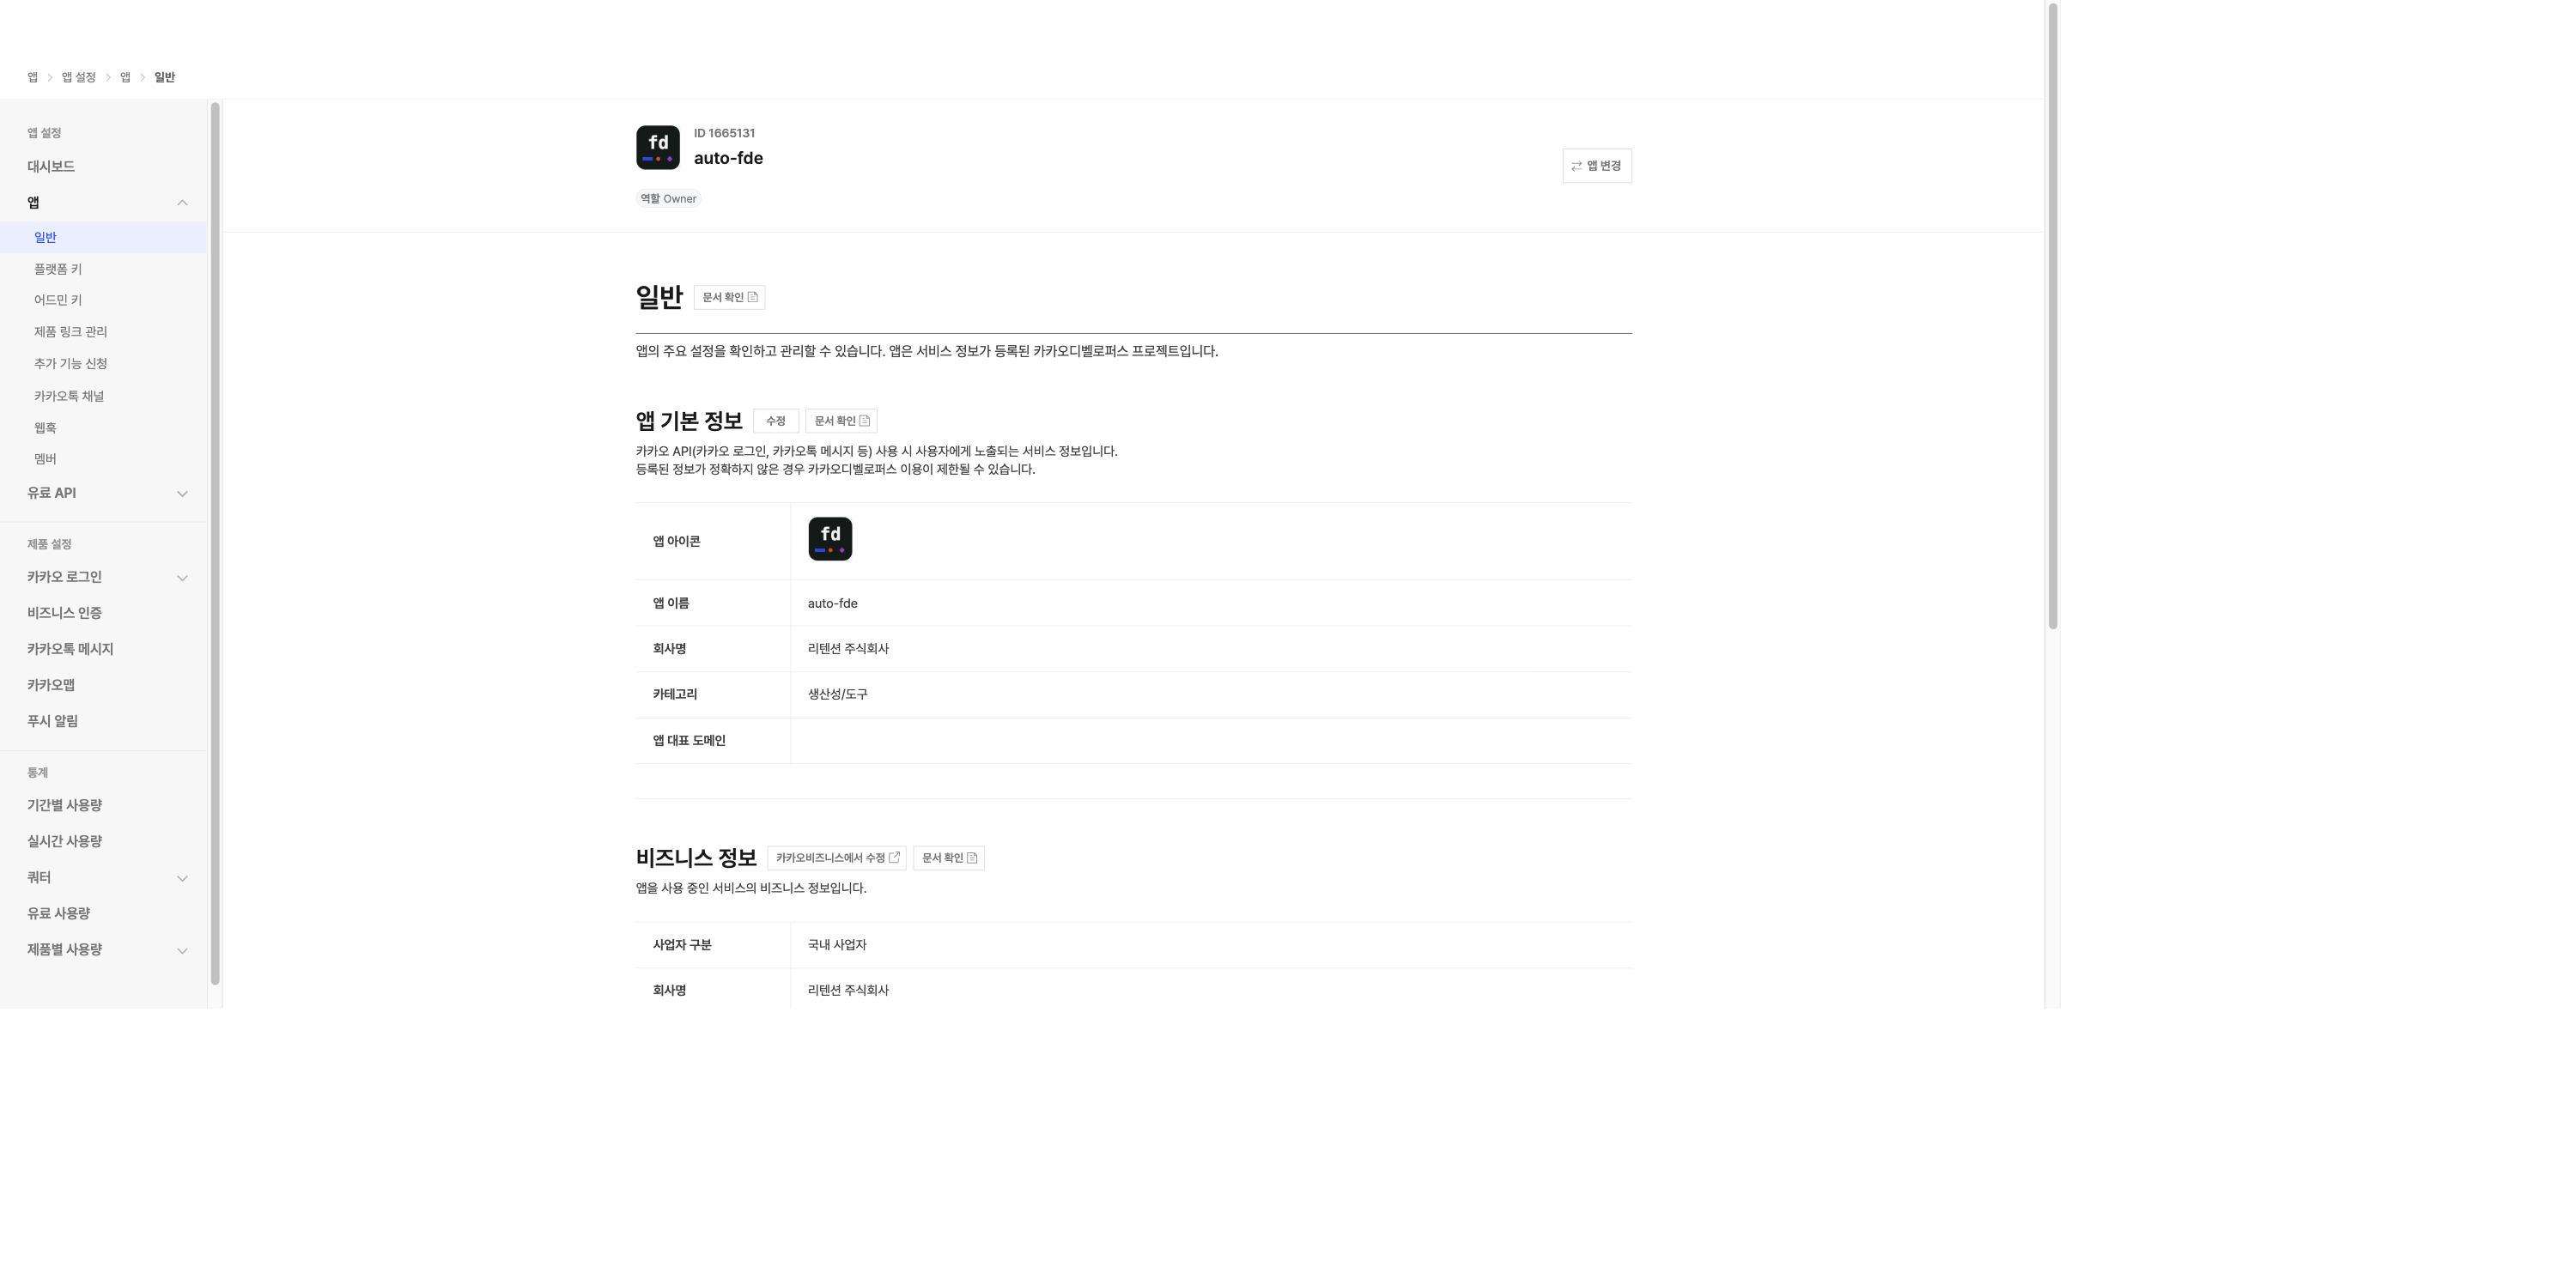 앱 > 앱 설정 > 앱 > 일반
앱 설정
대시보드
앱
일반
플랫폼 키
어드민 키
제품 링크 관리
추가 기능 신청
카카오톡 채널
웹훅
멤버
유료 API
제품 설정
카카오 로그인
비즈니스 인증
카카오톡 메시지
카카오맵
푸시 알림
통계
기간별 사용량
실시간 사용량
쿼터
유료 사용량
제품별 사용량
fd
ID 1665131
auto-fde
역할 Owner
앱 변경
일반 문서 확인
앱의 주요 설정을 확인하고 관리할 수 있습니다. 앱은 서비스 정보가 등록된 카카오디벨로퍼스 프로젝트입니다.
앱 기본 정보 수정 문서 확인
카카오 API(카카오 로그인, 카카오톡 메시지 등) 사용 시 사용자에게 노출되는 서비스 정보입니다.
등록된 정보가 정확하지 않은 경우 카카오디벨로퍼스 이용이 제한될 수 있습니다.
앱 아이콘 fd
앱 이름 auto-fde
회사명 리텐션 주식회사
카테고리 생산성/도구
앱 대표 도메인
비즈니스 정보 카카오비즈니스에서 수정 문서 확인
앱을 사용 중인 서비스의 비즈니스 정보입니다.
사업자 구분 국내 사업자
회사명 리텐션 주식회사